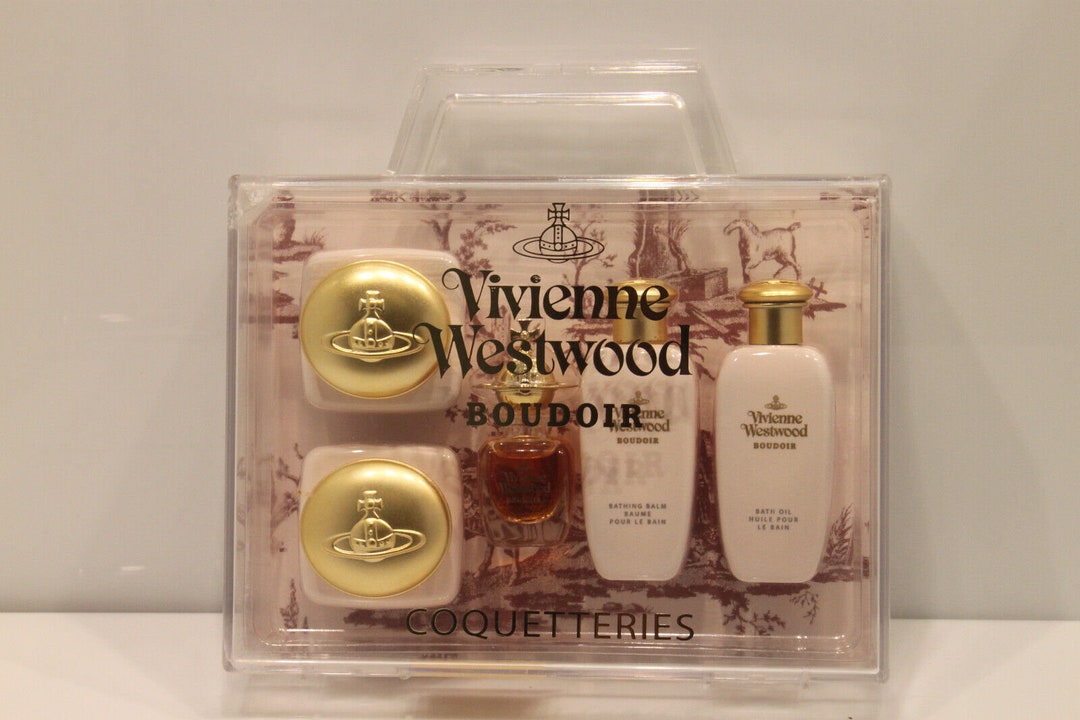 Vivienne
Westwood
BOUDOIR
COQUETTERIES
Vivienne
Westwood
BOUDOIR
BATHING BALM
BAUME
POUR LE BAIN
Vivienne
Westwood
BOUDOIR
BATH OIL
HUILE POUR
LE BAIN